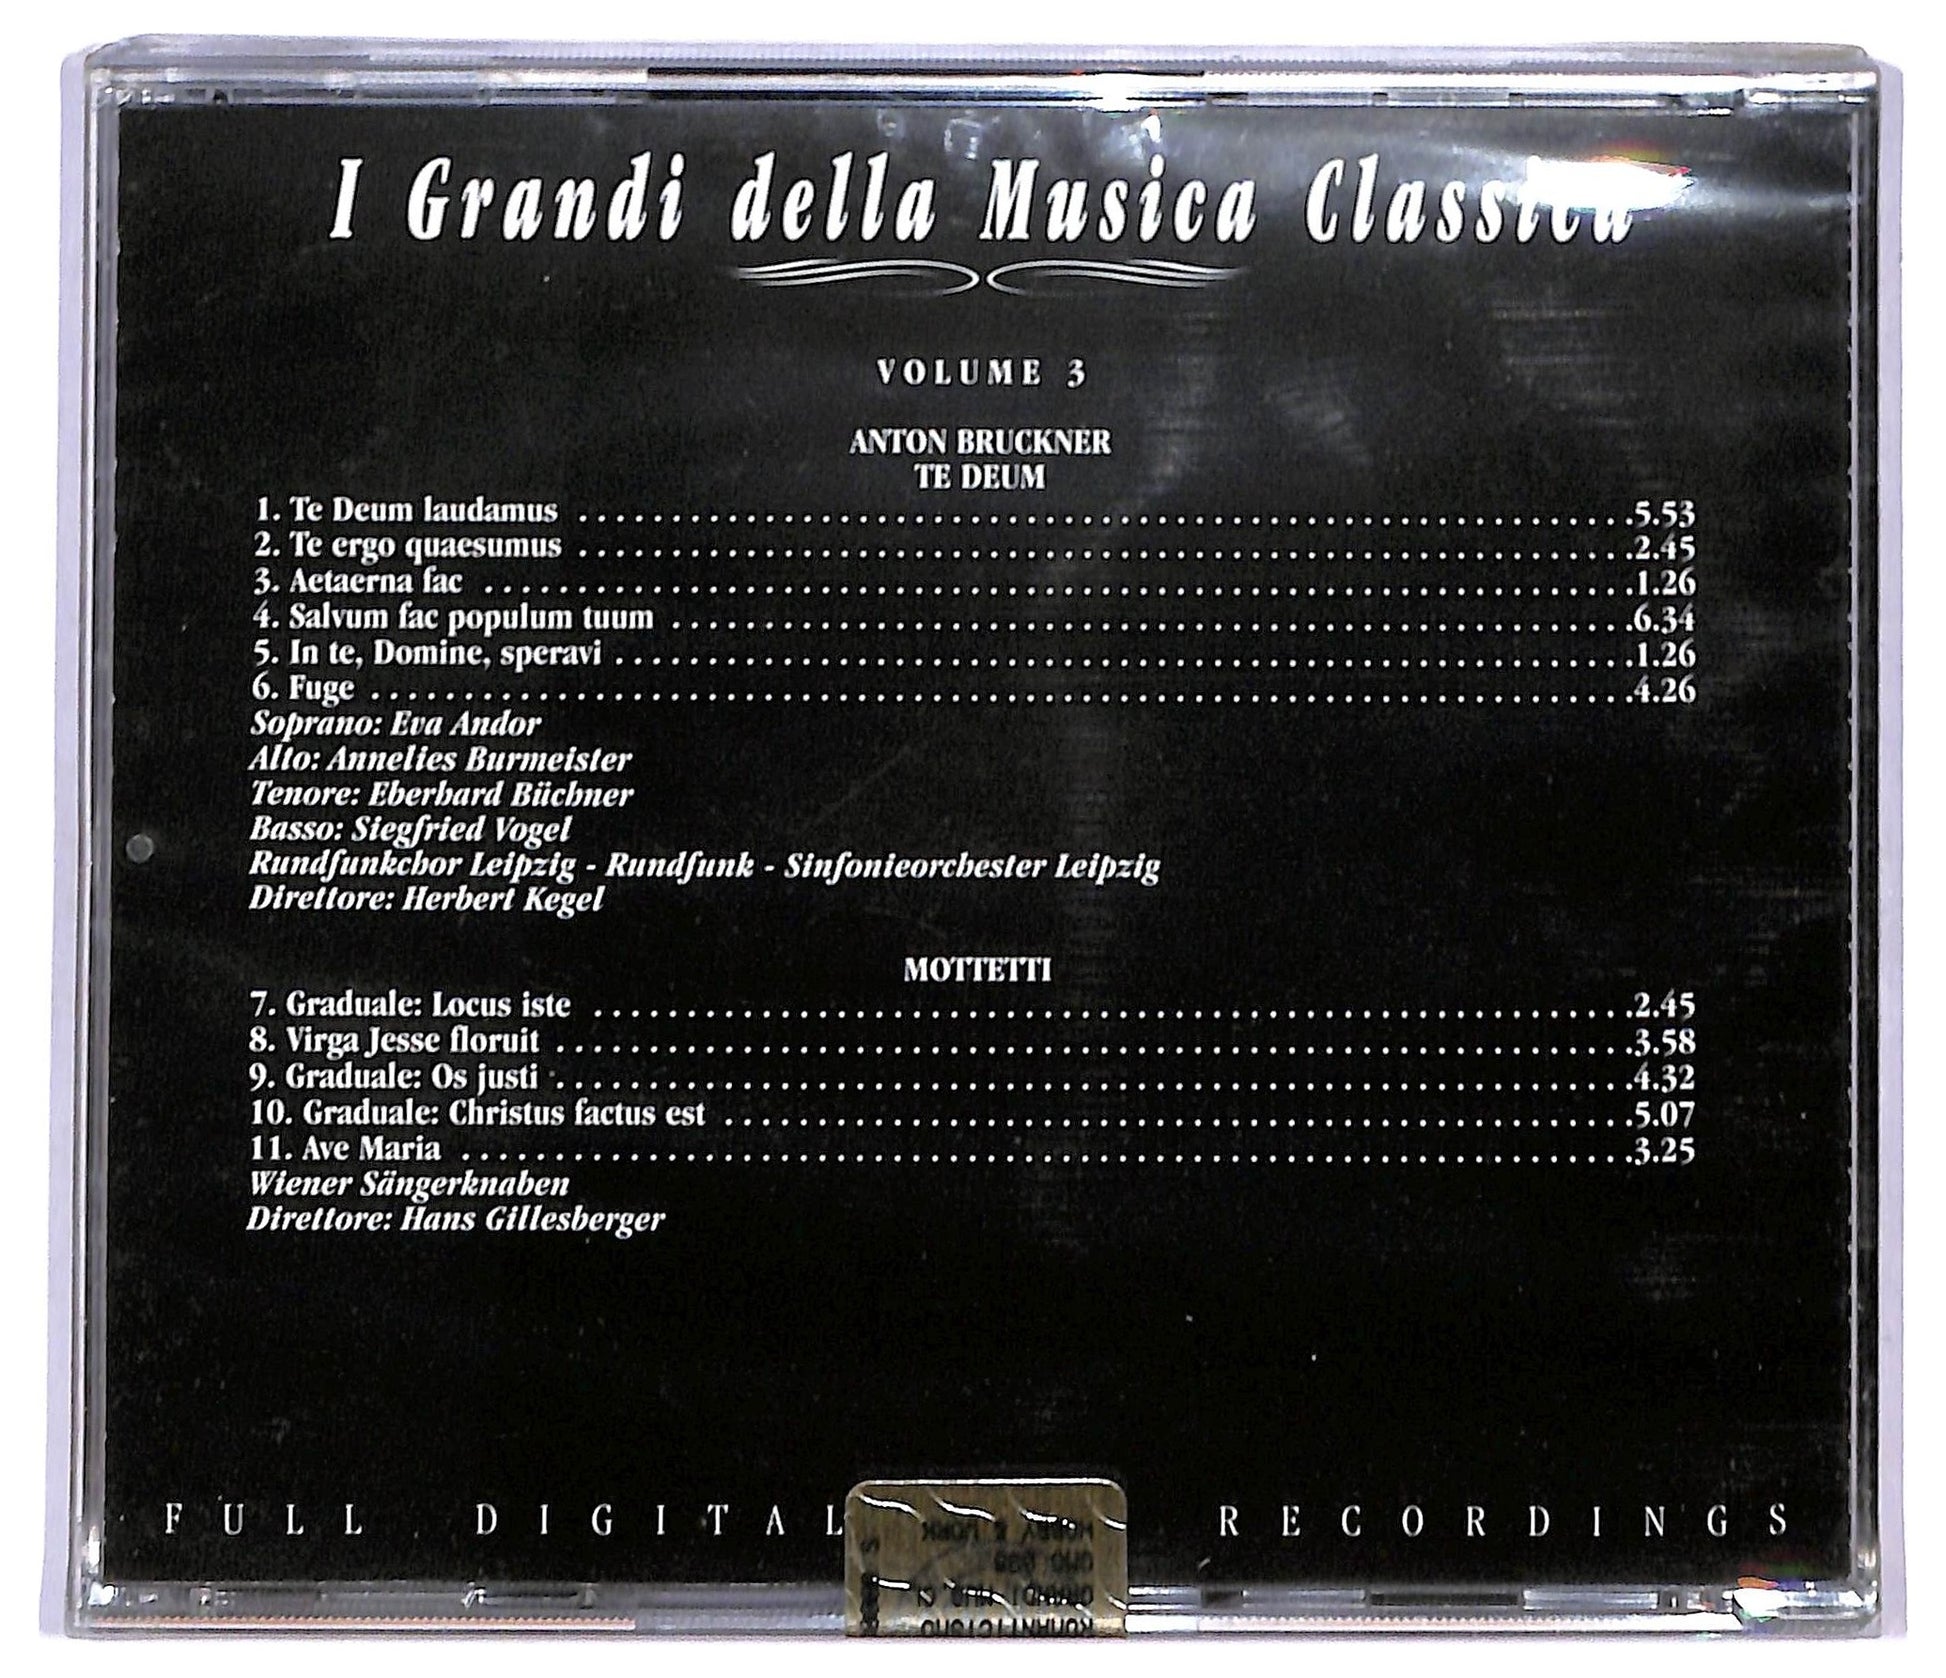 I Grandi della Musica Classica
VOLUME 3
ANTON BRUCKNER
TE DEUM
1. Te Deum laudamus ..........5.53
2. Te ergo quaesumus ..........2.45
3. Aetaerna fac ..........1.26
4. Salvum fac populum tuum ..........6.34
5. In te, Domine, speravi ..........1.26
6. Fuge ..........4.26
Soprano: Eva Andor
Alto: Annelies Burmeister
Tenore: Eberhard Büchner
Basso: Siegfried Vogel
Rundfunkchor Leipzig - Rundfunk - Sinfonieorchester Leipzig
Direttore: Herbert Kegel
MOTTETTI
7. Graduale: Locus iste ..........2.45
8. Virga Jesse floruit ..........3.58
9. Graduale: Os justi ..........4.32
10. Graduale: Christus factus est ..........5.07
11. Ave Maria ..........3.25
Wiener Sängerknaben
Direttore: Hans Gillesberger
FULL DIGITAL RECORDINGS
HOBBY & WORK
ROMANTICISMO